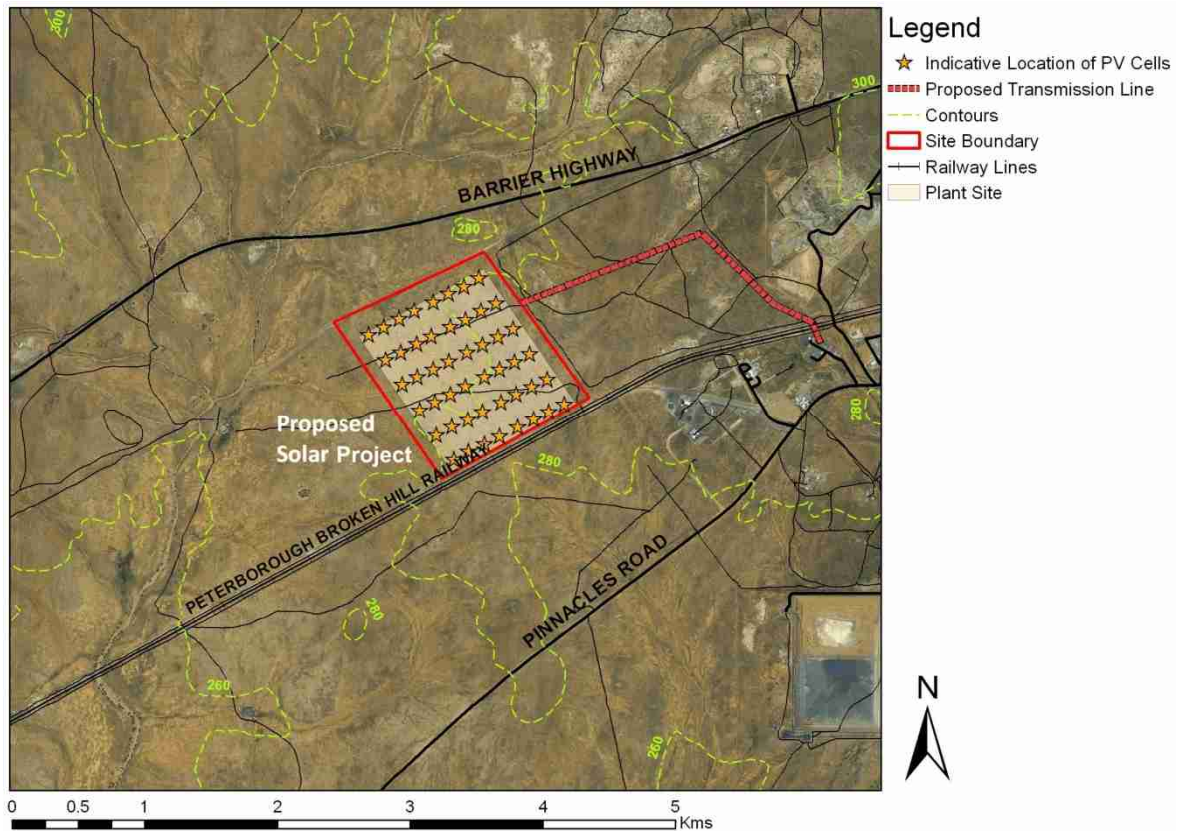 300
300
BARRIER HIGHWAY
280
Proposed
Solar Project
280
280
PETERBOROUGH BROKEN HILL RAILWAY
280
PINNACLES ROAD
260
260
Legend
Indicative Location of PV Cells
Proposed Transmission Line
Contours
Site Boundary
Railway Lines
Plant Site
N
0 0.5 1 2 3 4 5
Kms